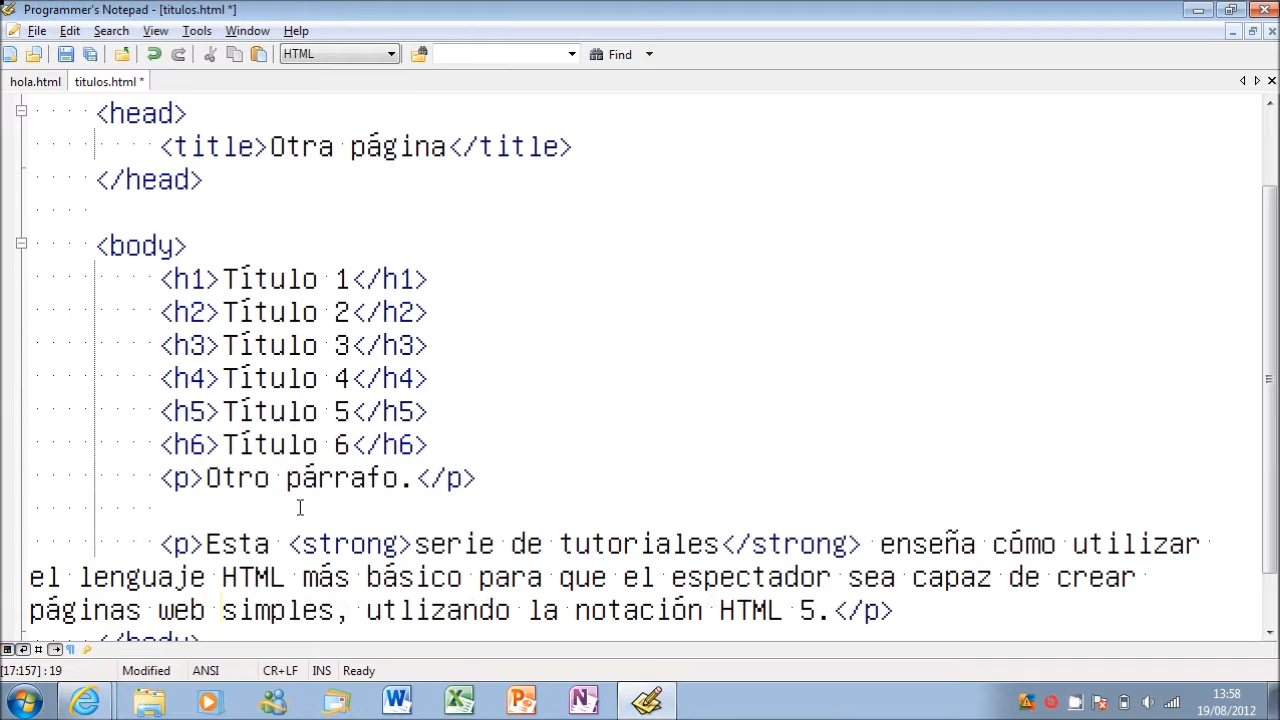 Programmer's Notepad - [titulos.html *]
File Edit Search View Tools Window Help
HTML Find
hola.html titulos.html *
<head>
<title>Otra página</title>
</head>
<body>
<h1>Título 1</h1>
<h2>Título 2</h2>
<h3>Título 3</h3>
<h4>Título 4</h4>
<h5>Título 5</h5>
<h6>Título 6</h6>
<p>Otro párrafo.</p>
<p>Esta <strong>serie de tutoriales</strong> enseña cómo utilizar
el lenguaje HTML más básico para que el espectador sea capaz de crear
páginas web simples, utlizando la notación HTML 5.</p>
</body>
[17:157] : 19 Modified ANSI CR+LF INS Ready
13:58
19/08/2012